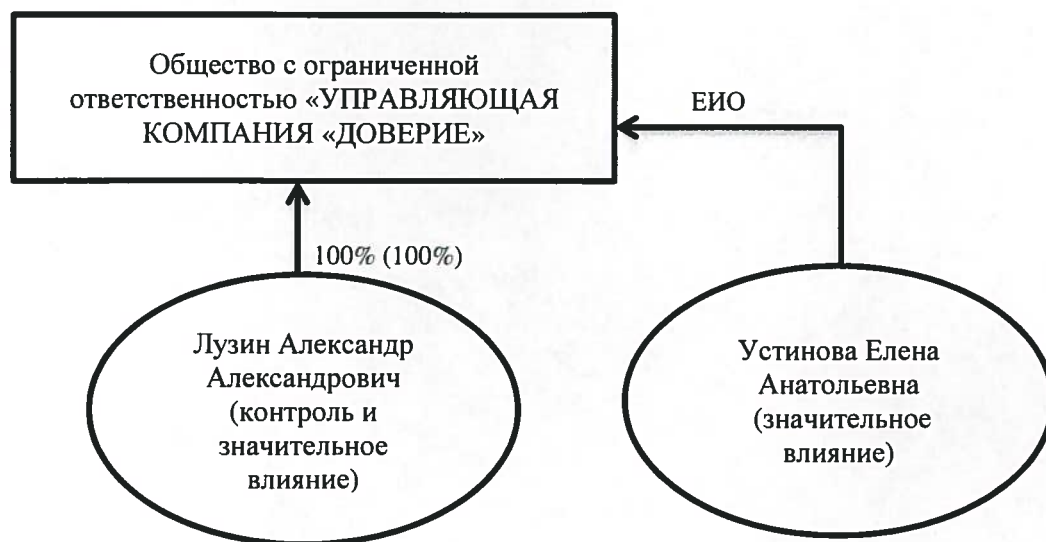 Общество с ограниченной
ответственностью «УПРАВЛЯЮЩАЯ
КОМПАНИЯ «ДОВЕРИЕ»
ЕИО
100% (100%)
Лузин Александр
Александрович
(контроль и
значительное
влияние)
Устинова Елена
Анатольевна
(значительное
влияние)